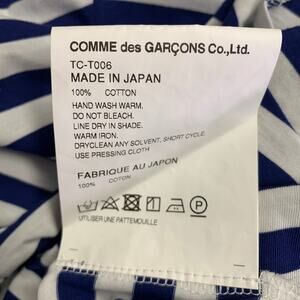 COMME des GARÇONS Co.,Ltd.
TC-T006
MADE IN JAPAN
100% COTTON
HAND WASH WARM.
DO NOT BLEACH.
LINE DRY IN SHADE.
WARM IRON.
DRYCLEAN ANY SOLVENT, SHORT CYCLE.
USE PRESSING CLOTH
FABRIQUE AU JAPON
100% COTON
UTILISER UNE PATTEMOUILLE